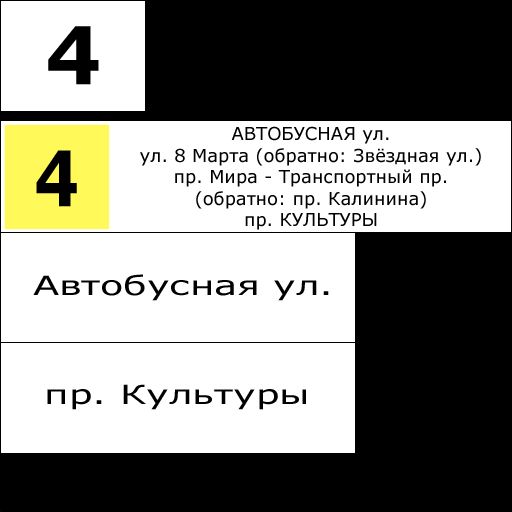 4
4
АВТОБУСНАЯ ул.
ул. 8 Марта (обратно: Звёздная ул.)
пр. Мира - Транспортный пр.
(обратно: пр. Калинина)
пр. КУЛЬТУРЫ
Автобусная ул.
пр. Культуры